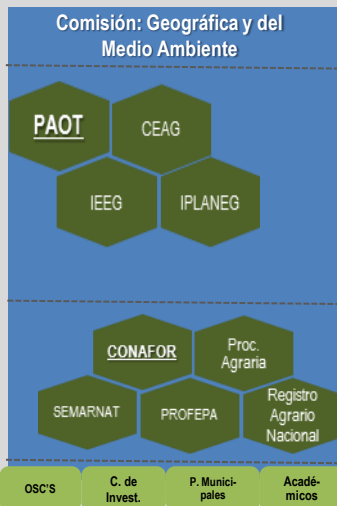 Comisión: Geográfica y del
Medio Ambiente
PAOT
CEAG
IEEG
IPLANEG
CONAFOR
Proc.
Agraria
SEMARNAT
PROFEPA
Registro
Agrario
Nacional
OSC'S
C. de
Invest.
P. Munici-
pales
Acadé-
micos